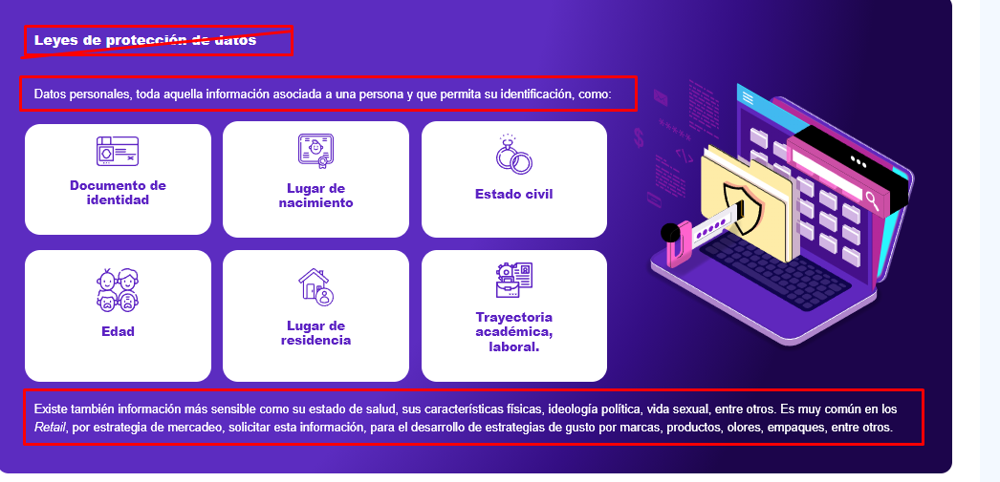 Leyes de protección de datos
Datos personales, toda aquella información asociada a una persona y que permita su identificación, como:
Documento de
identidad
Lugar de
nacimiento
Estado civil
Edad
Lugar de
residencia
Trayectoria
académica,
laboral.
Existe también información más sensible como su estado de salud, sus características físicas, ideología política, vida sexual, entre otros. Es muy común en los
Retail, por estrategia de mercadeo, solicitar esta información, para el desarrollo de estrategias de gusto por marcas, productos, olores, empaques, entre otros.